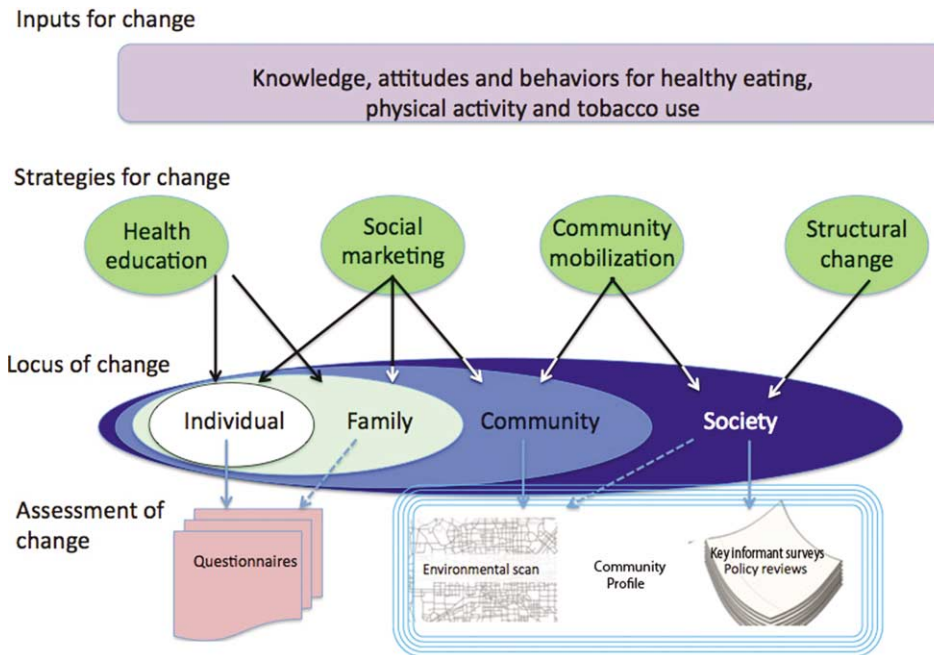 Inputs for change
Knowledge, attitudes and behaviors for healthy eating,
physical activity and tobacco use
Strategies for change
Health
education
Social
marketing
Community
mobilization
Structural
change
Locus of change
Individual
Family
Community
Society
Assessment of
change
Questionnaires
Environmental scan
Community
Profile
Key informant surveys
Policy reviews